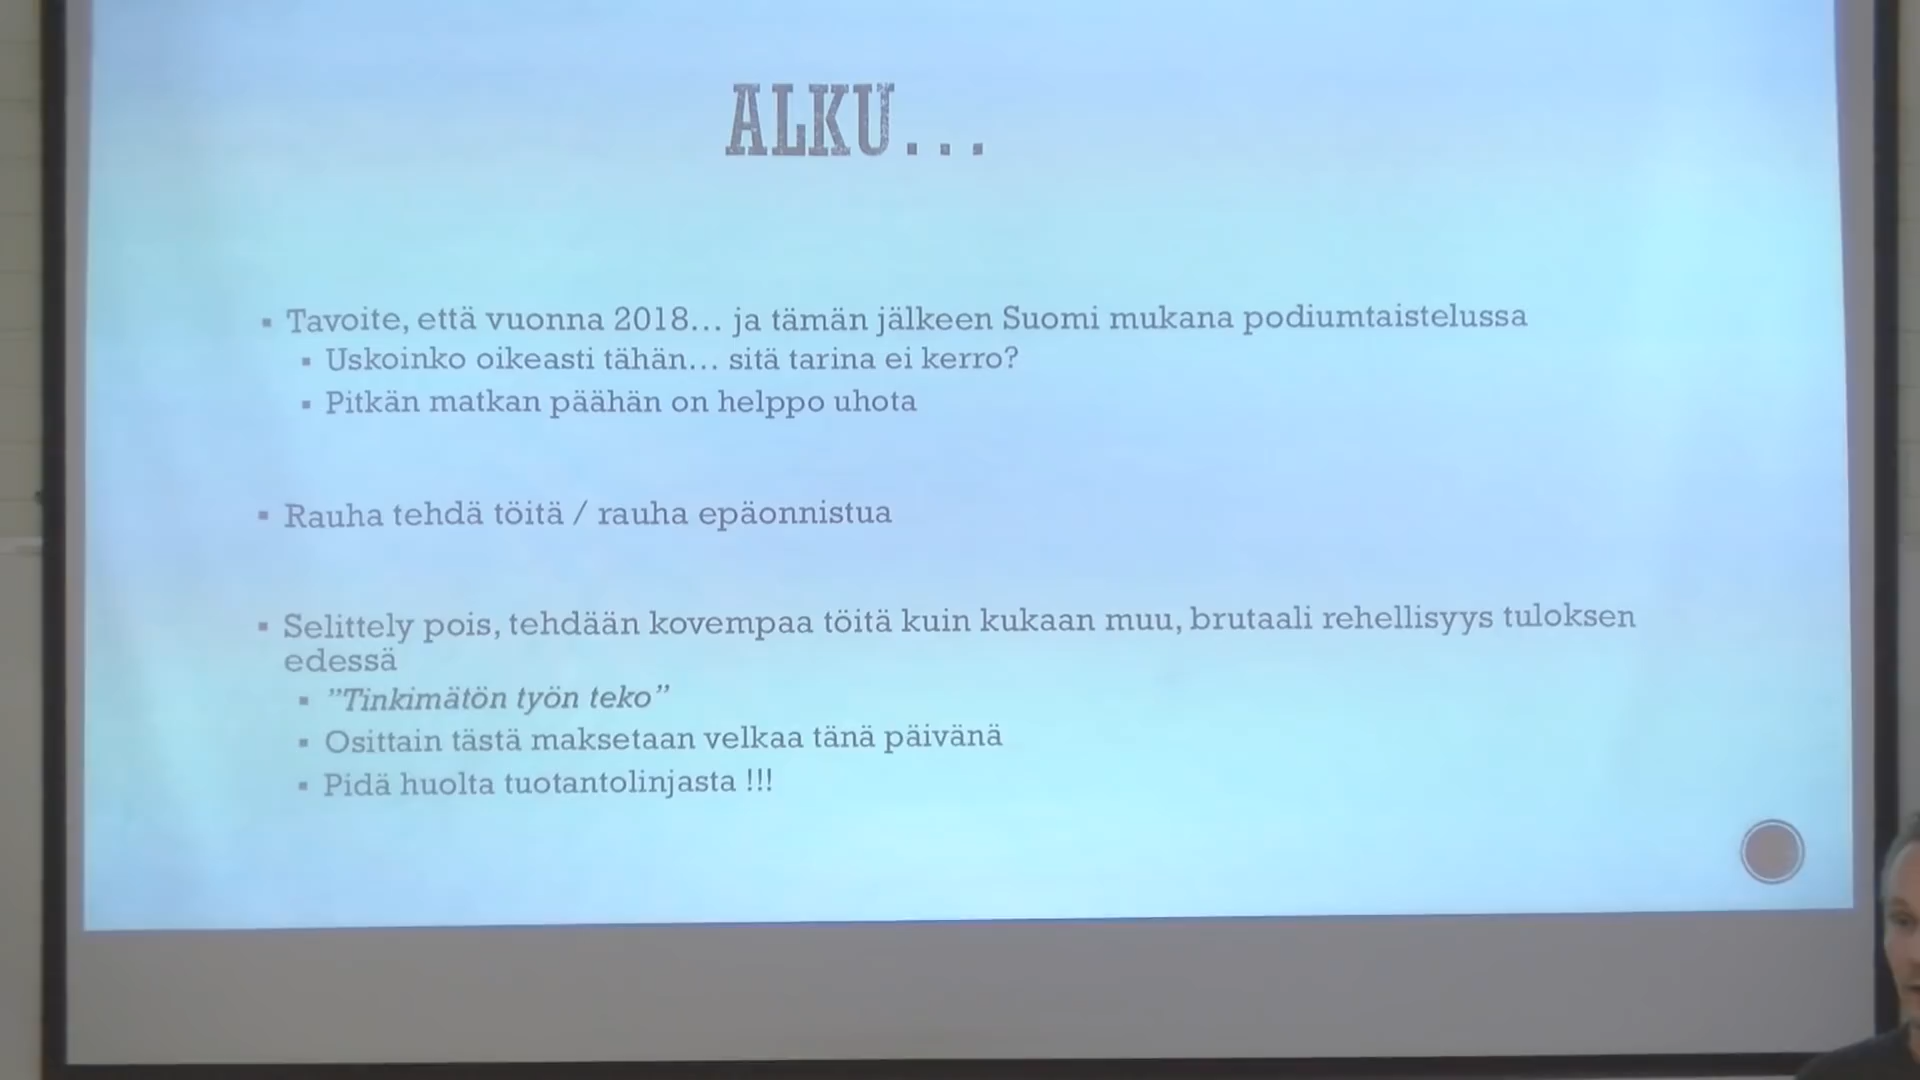 ALKU...
Tavoite, että vuonna 2018... ja tämän jälkeen Suomi mukana podiumtaistelussa
Uskoinko oikeasti tähän... sitä tarina ei kerro?
Pitkän matkan päähän on helppo uhota
Rauha tehdä töitä / rauha epäonnistua
Selittely pois, tehdään kovempaa töitä kuin kukaan muu, brutaali rehellisyys tuloksen
edessä
”Tinkimätön työn teko”
Osittain tästä maksetaan velkaa tänä päivänä
Pidä huolta tuotantolinjasta !!!